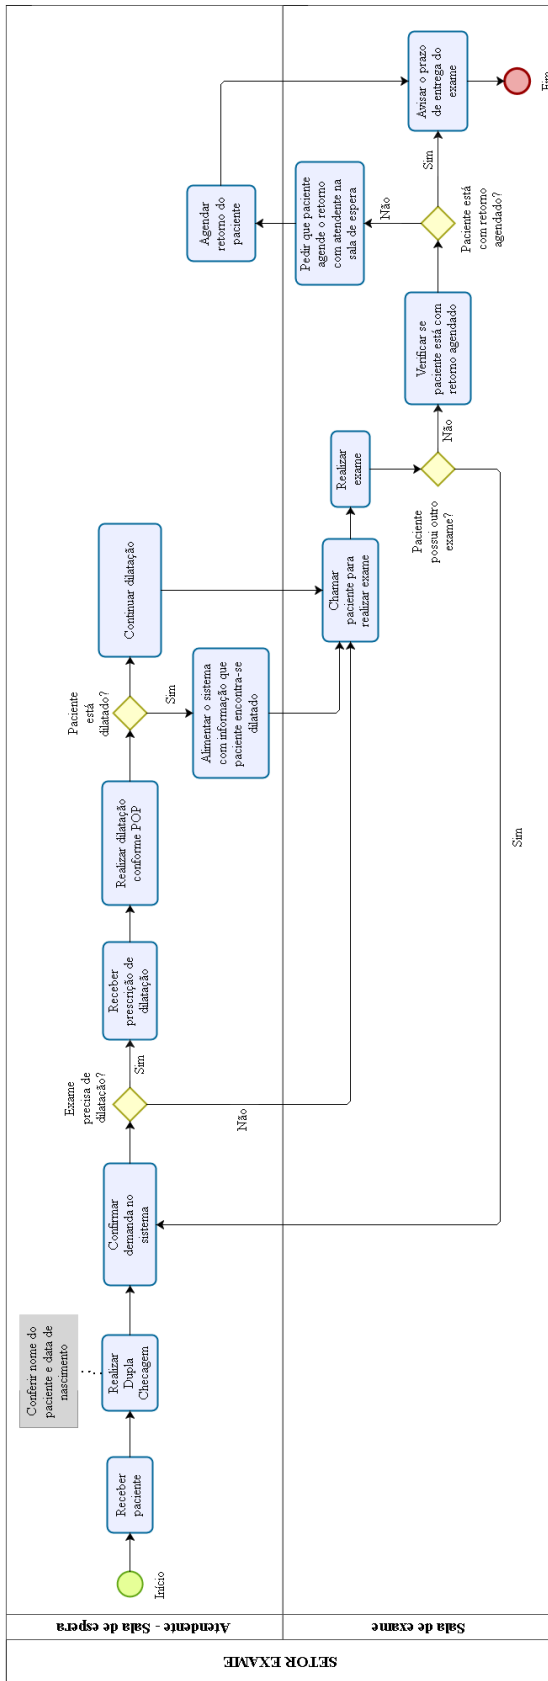 SETOR EXAME
Atendente - Sala de espera
Sala de exame
Início
Receber
paciente
Realizar
Dupla
Checagem
Conferir nome do
paciente e data de
nascimento
Confirmar
demanda no
sistema
Exame
precisa de
dilatação?
Sim
Não
Receber
prescrição de
dilatação
Realizar dilatação
conforme POP
Paciente
está
dilatado?
Sim
Continuar dilatação
Alimentar o sistema
com informação que
paciente encontra-se
dilatado
Chamar
paciente para
realizar exame
Realizar
exame
Paciente
possui outro
exame?
Sim
Não
Verificar se
paciente está com
retorno agendado
Paciente está
com retorno
agendado?
Não
Sim
Pedir que paciente
agende o retorno
com atendente na
sala de espera
Agendar
retorno do
paciente
Avisar o prazo
de entrega do
exame
Fim